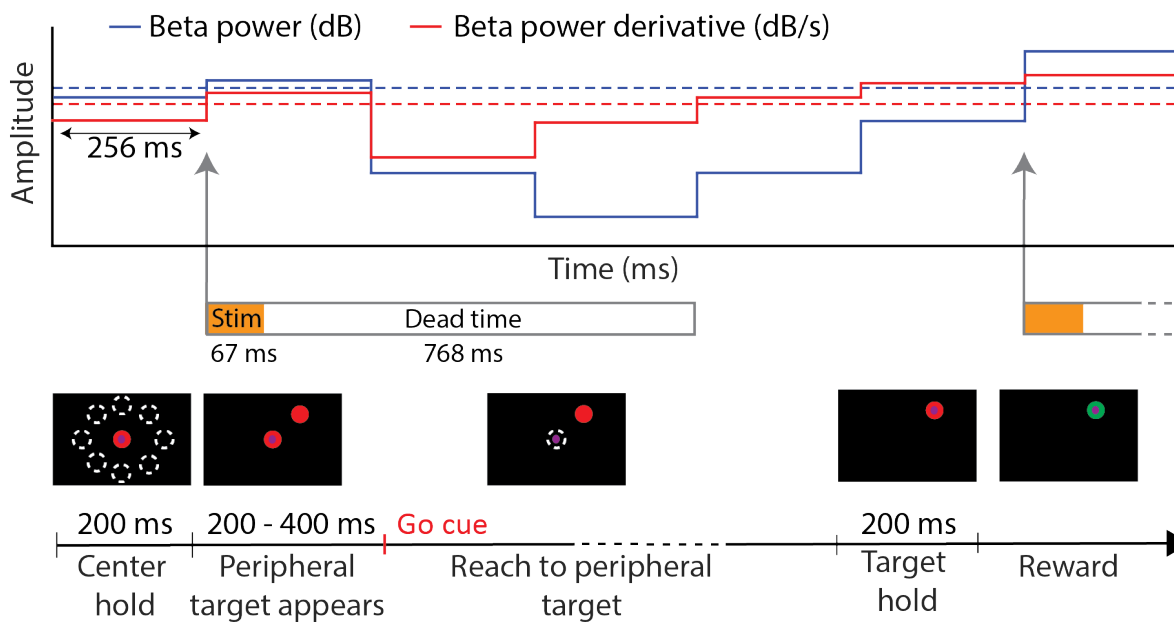 Beta power (dB)
Beta power derivative (dB/s)
Amplitude
256 ms
Time (ms)
Stim
Dead time
67 ms
768 ms
200 ms
200 - 400 ms
Go cue
200 ms
Center
hold
Peripheral
target appears
Reach to peripheral
target
Target
hold
Reward